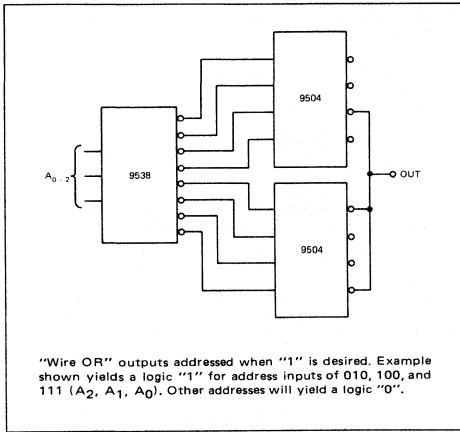 9504
9538
A0-2
OUT
9504
"Wire OR" outputs addressed when "1" is desired. Example
shown yields a logic "1" for address inputs of 010, 100, and
111 (A2, A1, A0). Other addresses will yield a logic "0".